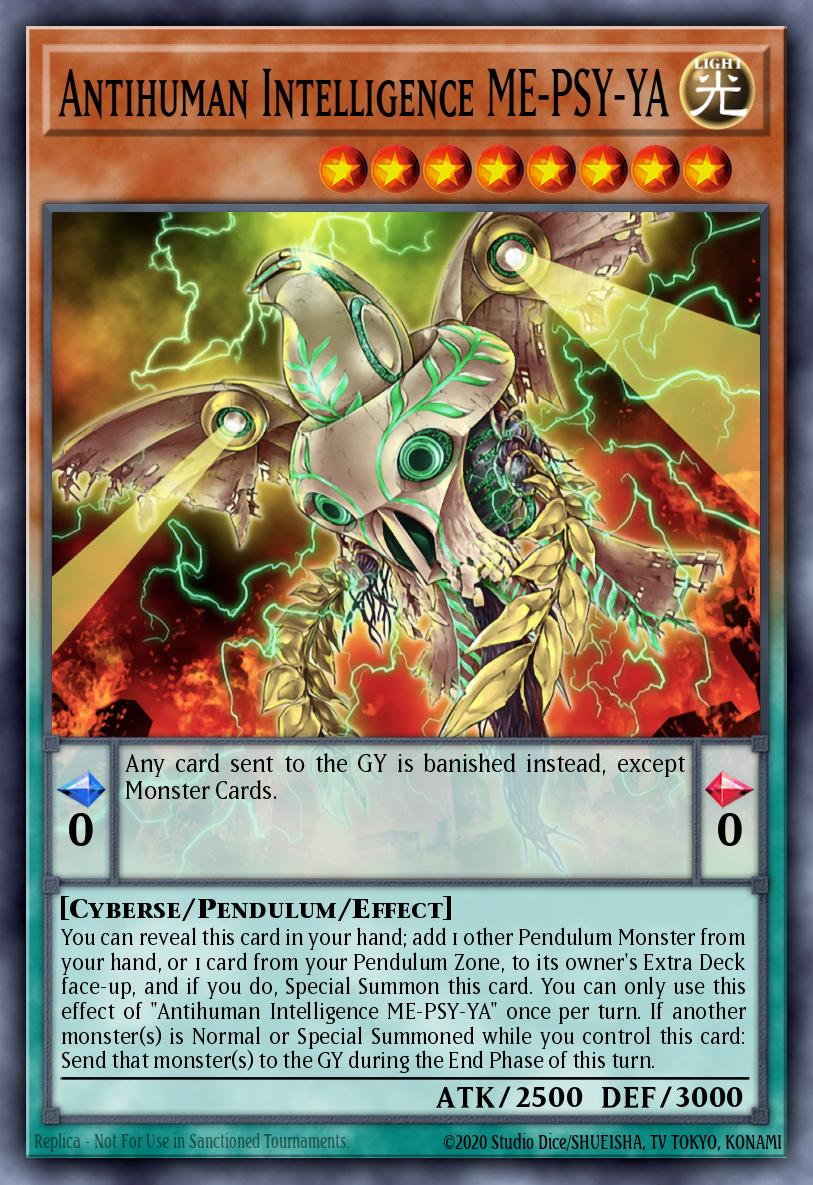 Antihuman Intelligence ME-PSY-YA
LIGHT
光
Any card sent to the GY is banished instead, except
Monster Cards.
0
0
[Cyberse/Pendulum/Effect]
You can reveal this card in your hand; add 1 other Pendulum Monster from
your hand, or 1 card from your Pendulum Zone, to its owner's Extra Deck
face-up, and if you do, Special Summon this card. You can only use this
effect of "Antihuman Intelligence ME-PSY-YA" once per turn. If another
monster(s) is Normal or Special Summoned while you control this card:
Send that monster(s) to the GY during the End Phase of this turn.
ATK/2500 DEF/3000
Replica - Not For Use in Sanctioned Tournaments.
©2020 Studio Dice/SHUEISHA, TV TOKYO, KONAMI